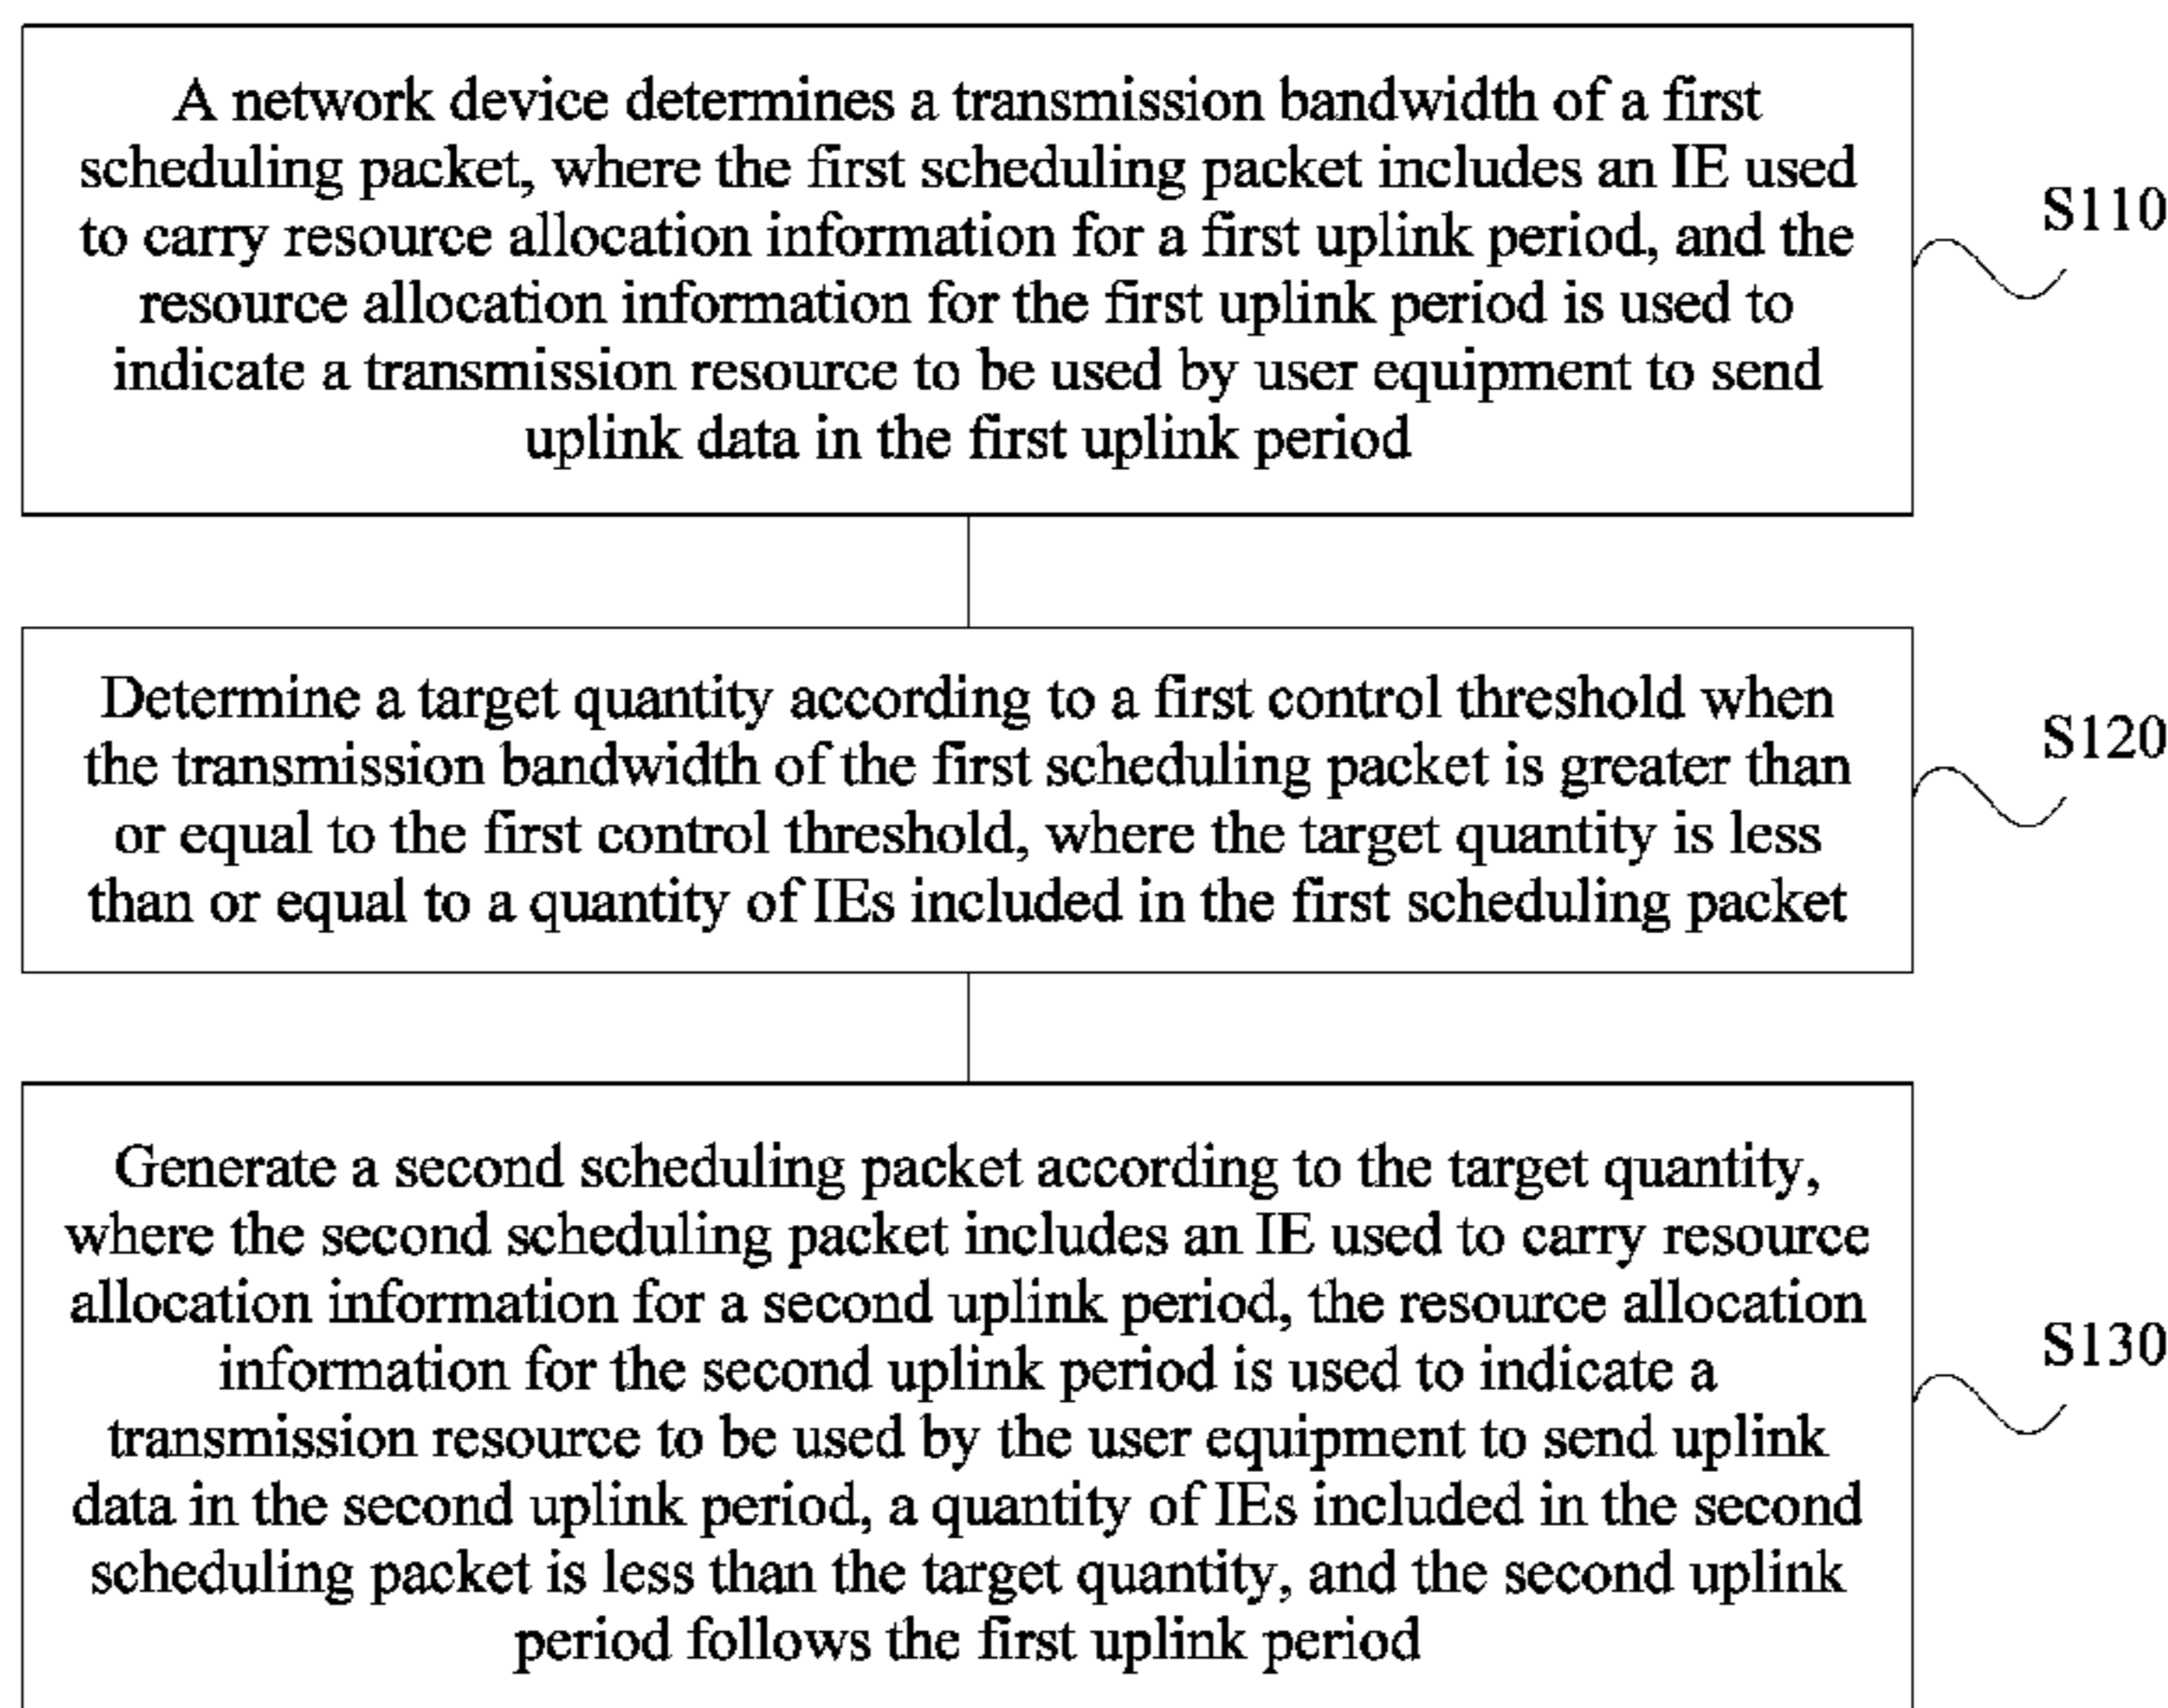 A network device determines a transmission bandwidth of a first
scheduling packet, where the first scheduling packet includes an IE used
to carry resource allocation information for a first uplink period, and the
resource allocation information for the first uplink period is used to
indicate a transmission resource to be used by user equipment to send
uplink data in the first uplink period
S110
Determine a target quantity according to a first control threshold when
the transmission bandwidth of the first scheduling packet is greater than
or equal to the first control threshold, where the target quantity is less
than or equal to a quantity of IEs included in the first scheduling packet
S120
Generate a second scheduling packet according to the target quantity,
where the second scheduling packet includes an IE used to carry resource
allocation information for a second uplink period, the resource allocation
information for the second uplink period is used to indicate a
transmission resource to be used by the user equipment to send uplink
data in the second uplink period, a quantity of IEs included in the second
scheduling packet is less than the target quantity, and the second uplink
period follows the first uplink period
S130